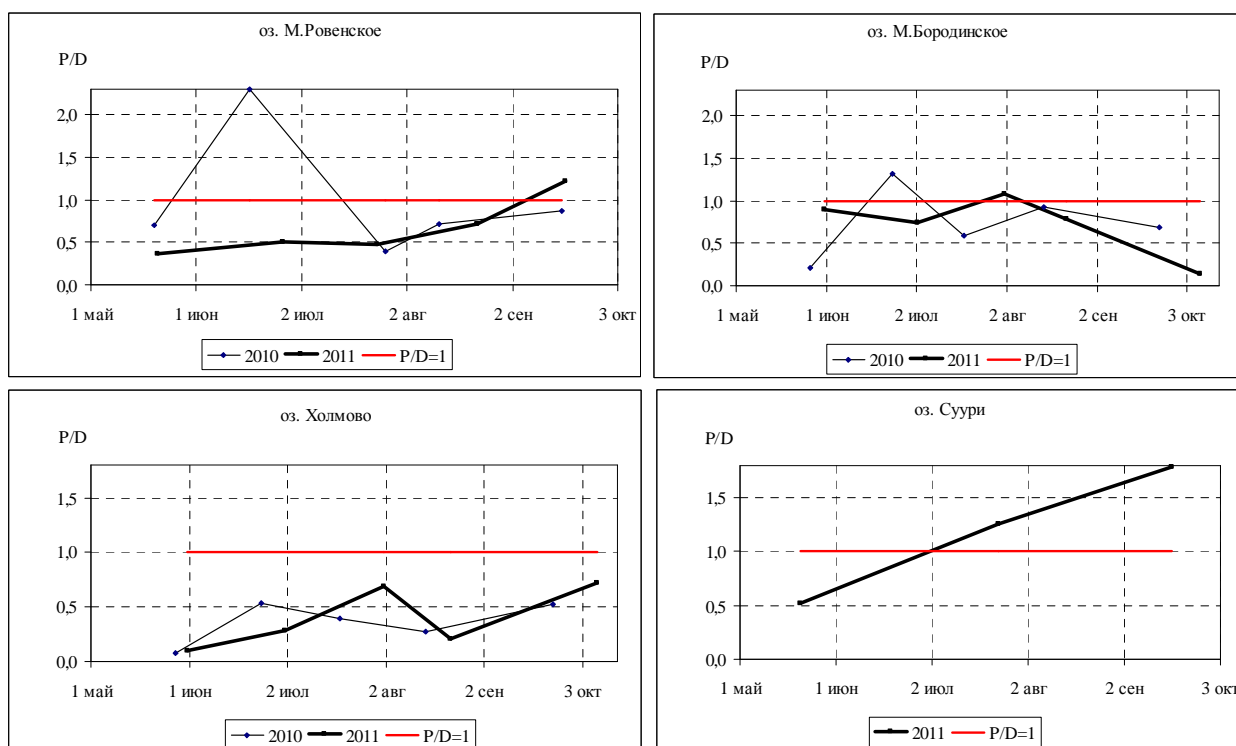 оз. М.Ровенское
P/D
2,0
1,5
1,0
0,5
0,0
1 май 1 июн 2 июл 2 авг 2 сен 3 окт
2010 2011 P/D=1
оз. М.Бородинское
P/D
2,0
1,5
1,0
0,5
0,0
1 май 1 июн 2 июл 2 авг 2 сен 3 окт
2010 2011 P/D=1
оз. Холмово
P/D
1,5
1,0
0,5
0,0
1 май 1 июн 2 июл 2 авг 2 сен 3 окт
2010 2011 P/D=1
оз. Суури
P/D
1,5
1,0
0,5
0,0
1 май 1 июн 2 июл 2 авг 2 сен 3 окт
2011 P/D=1